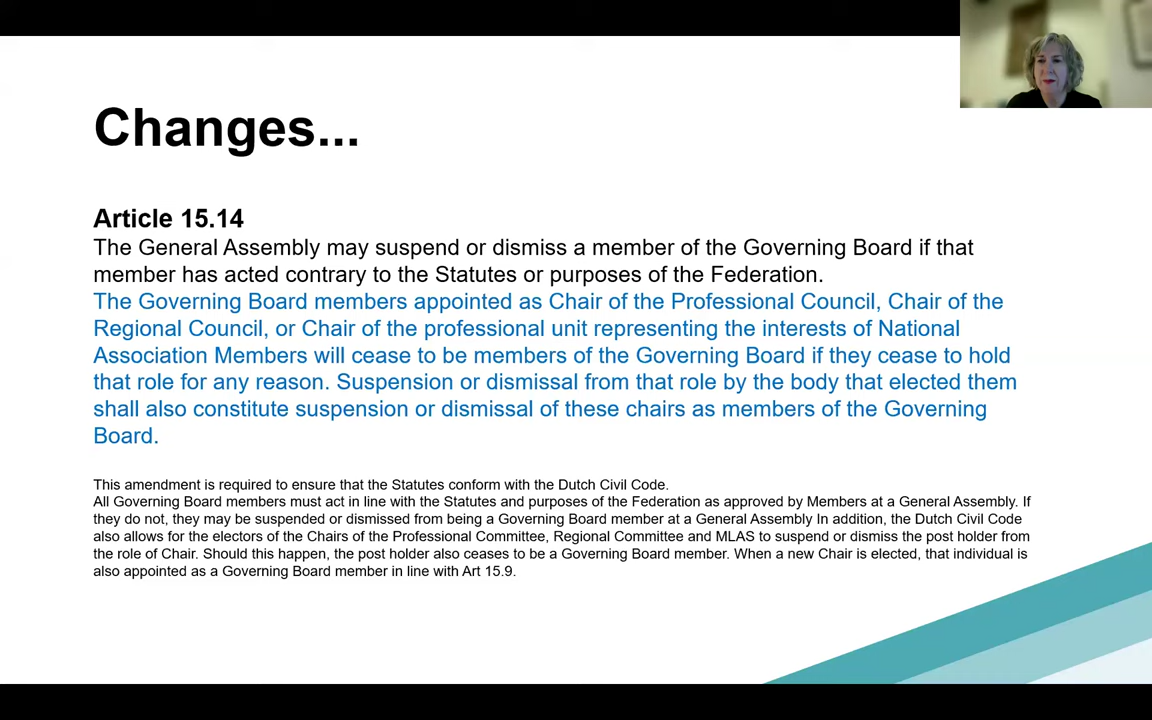 Changes...
Article 15.14
The General Assembly may suspend or dismiss a member of the Governing Board if that
member has acted contrary to the Statutes or purposes of the Federation.
The Governing Board members appointed as Chair of the Professional Council, Chair of the
Regional Council, or Chair of the professional unit representing the interests of National
Association Members will cease to be members of the Governing Board if they cease to hold
that role for any reason. Suspension or dismissal from that role by the body that elected them
shall also constitute suspension or dismissal of these chairs as members of the Governing
Board.
This amendment is required to ensure that the Statutes conform with the Dutch Civil Code.
All Governing Board members must act in line with the Statutes and purposes of the Federation as approved by Members at a General Assembly. If
they do not, they may be suspended or dismissed from being a Governing Board member at a General Assembly In addition, the Dutch Civil Code
also allows for the electors of the Chairs of the Professional Committee, Regional Committee and MLAS to suspend or dismiss the post holder from
the role of Chair. Should this happen, the post holder also ceases to be a Governing Board member. When a new Chair is elected, that individual is
also appointed as a Governing Board member in line with Art 15.9.